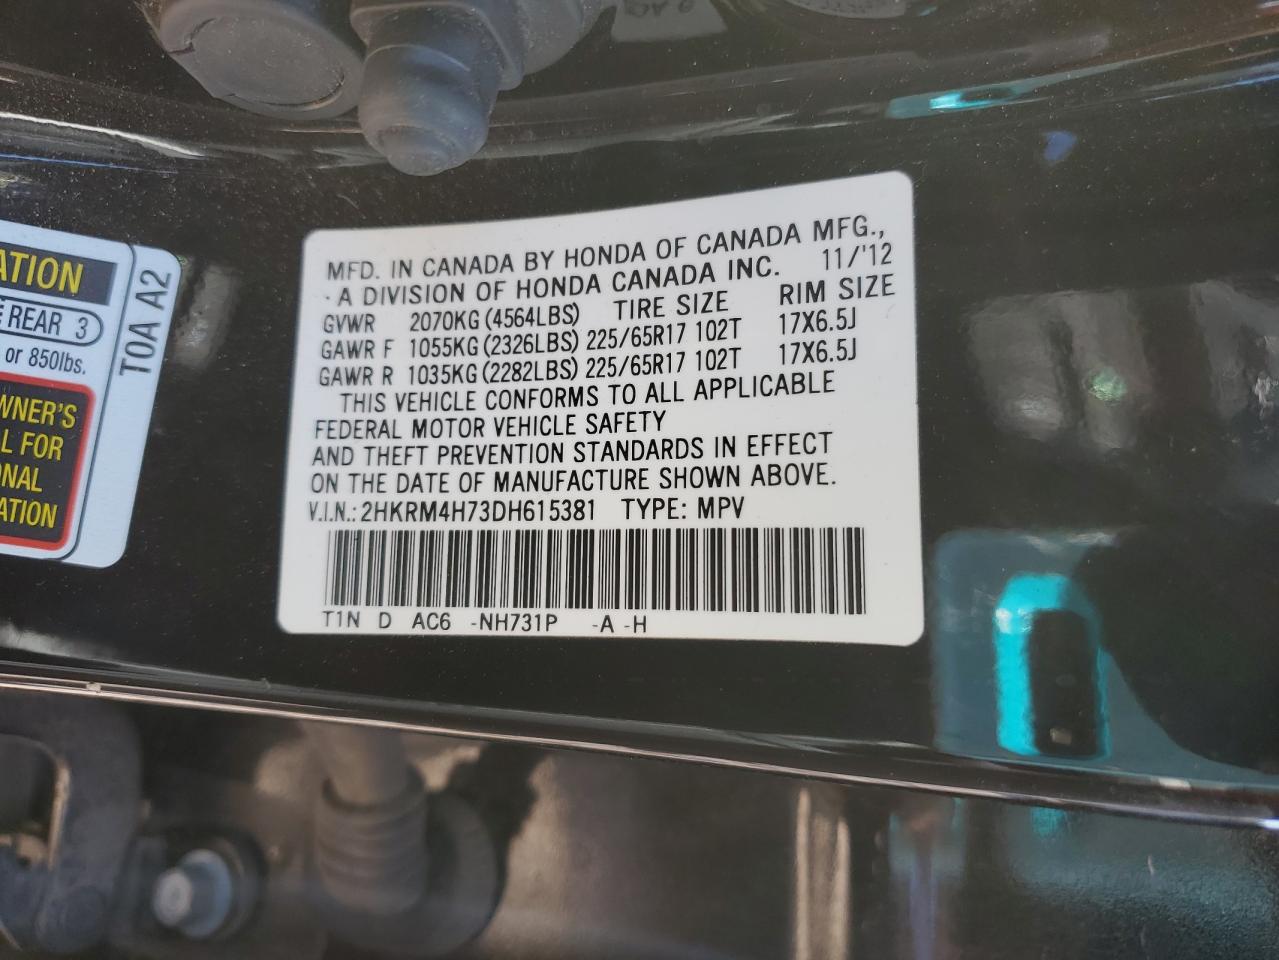 ATION
E REAR 3
or 850lbs.
WNER'S
L FOR
ONAL
ATION
T0A A2
MFD. IN CANADA BY HONDA OF CANADA MFG.,
A DIVISION OF HONDA CANADA INC. 11/'12
GVWR 2070KG (4564LBS) TIRE SIZE RIM SIZE
GAWR F 1055KG (2326LBS) 225/65R17 102T 17X6.5J
GAWR R 1035KG (2282LBS) 225/65R17 102T 17X6.5J
THIS VEHICLE CONFORMS TO ALL APPLICABLE
FEDERAL MOTOR VEHICLE SAFETY
AND THEFT PREVENTION STANDARDS IN EFFECT
ON THE DATE OF MANUFACTURE SHOWN ABOVE.
V.I.N.: 2HKRM4H73DH615381 TYPE: MPV
T1N D AC6 -NH731P -A -H